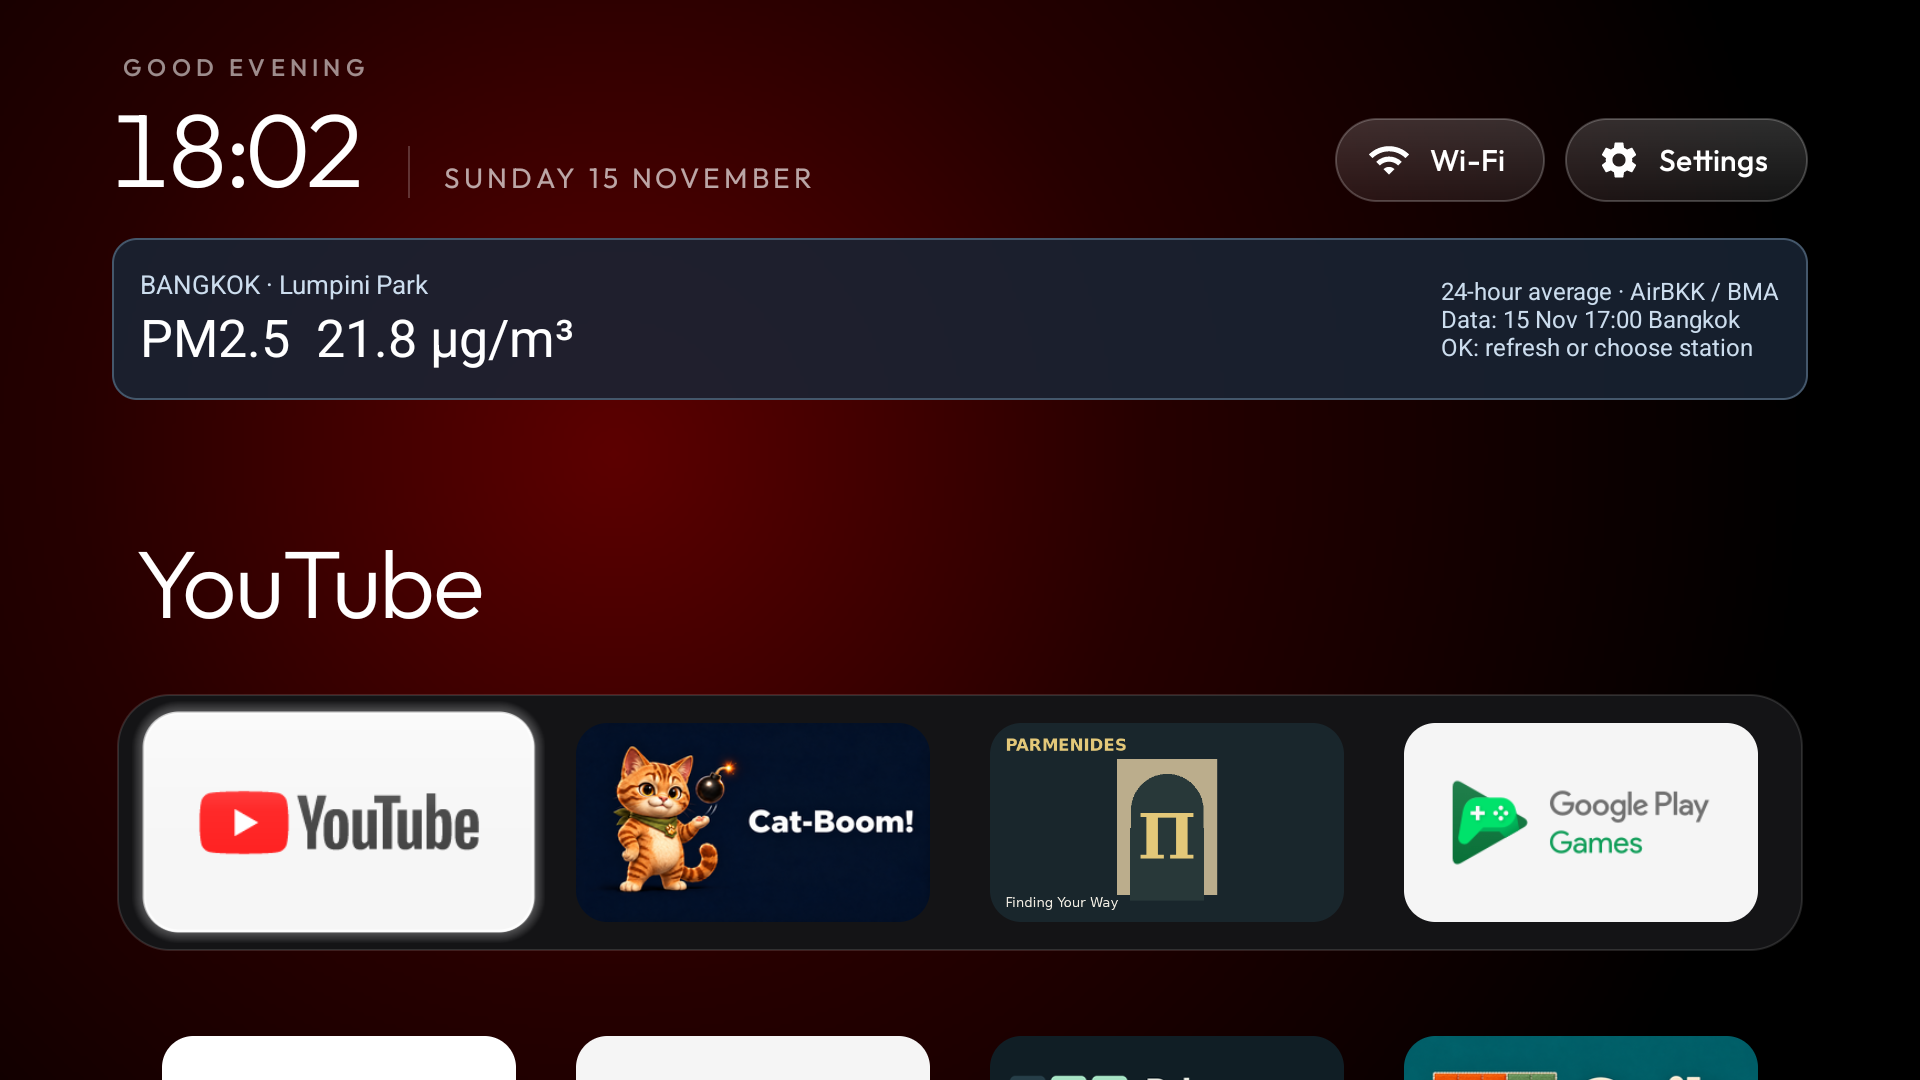 GOOD EVENING
18:02
SUNDAY 15 NOVEMBER
Wi-Fi
Settings
BANGKOK · Lumpini Park
PM2.5 21.8 µg/m³
24-hour average · AirBKK / BMA
Data: 15 Nov 17:00 Bangkok
OK: refresh or choose station
YouTube
YouTube
Cat-Boom!
PARMENIDES
Π
Finding Your Way
Google Play
Games